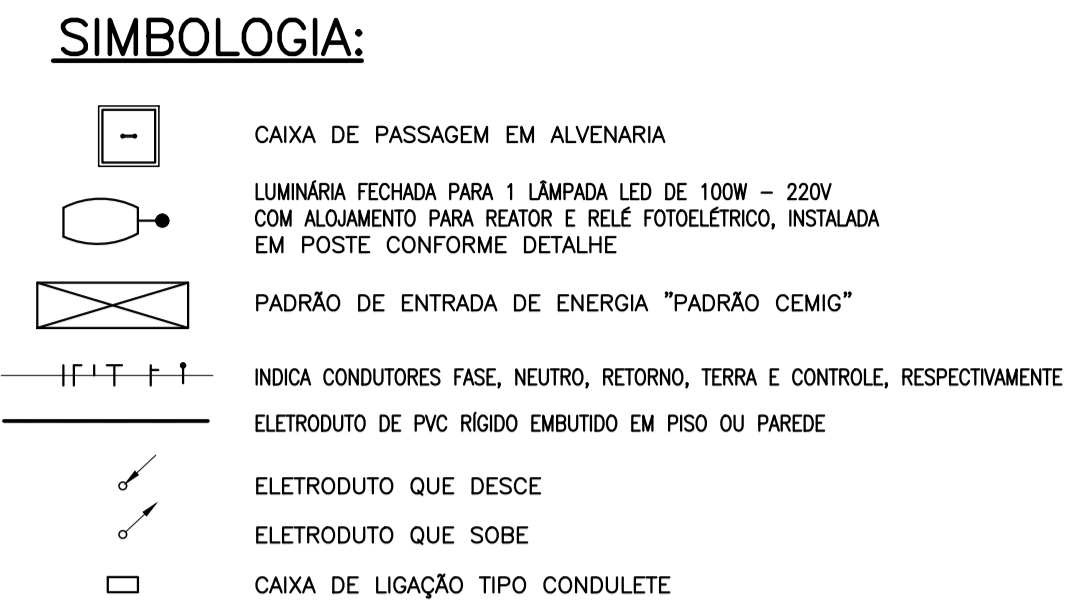 SIMBOLOGIA:
CAIXA DE PASSAGEM EM ALVENARIA
LUMINÁRIA FECHADA PARA 1 LÂMPADA LED DE 100W – 220V
COM ALOJAMENTO PARA REATOR E RELÉ FOTOELÉTRICO, INSTALADA
EM POSTE CONFORME DETALHE
PADRÃO DE ENTRADA DE ENERGIA ”PADRÃO CEMIG”
INDICA CONDUTORES FASE, NEUTRO, RETORNO, TERRA E CONTROLE, RESPECTIVAMENTE
ELETRODUTO DE PVC RÍGIDO EMBUTIDO EM PISO OU PAREDE
ELETRODUTO QUE DESCE
ELETRODUTO QUE SOBE
CAIXA DE LIGAÇÃO TIPO CONDULETE